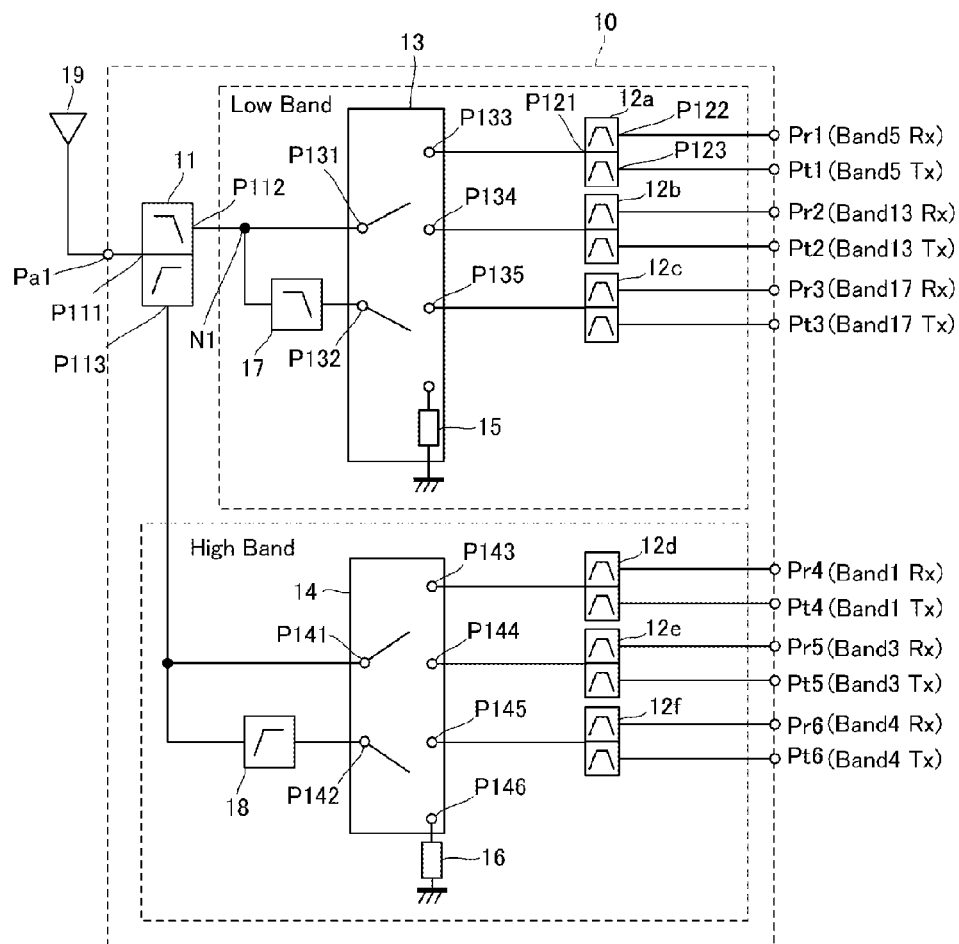 10
19
13
Low Band
P121
12a
P122
P133
Pr1(Band5 Rx)
11
P112
P131
P123
Pt1(Band5 Tx)
P134
12b
Pr2(Band13 Rx)
Pt2(Band13 Tx)
Pa1
P111
P135
12c
Pr3(Band17 Rx)
P113
N1
17
P132
Pt3(Band17 Tx)
15
High Band
P143
12d
14
Pr4(Band1 Rx)
Pt4(Band1 Tx)
P141
P144
12e
Pr5(Band3 Rx)
Pt5(Band3 Tx)
P145
12f
Pr6(Band4 Rx)
18
P142
P146
Pt6(Band4 Tx)
16